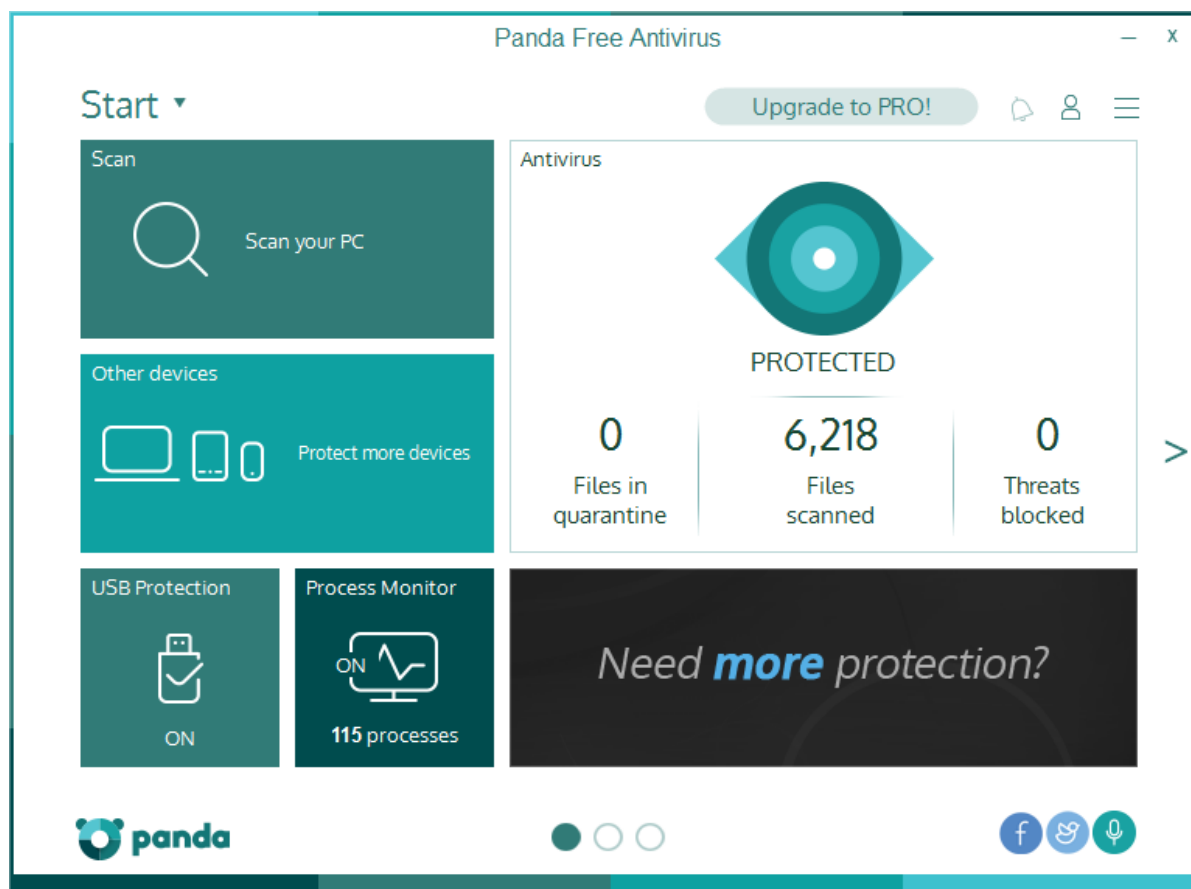 Panda Free Antivirus
Start
Upgrade to PRO!
Scan
Scan your PC
Antivirus
PROTECTED
0
Files in
quarantine
6,218
Files
scanned
0
Threats
blocked
Other devices
Protect more devices
USB Protection
ON
Process Monitor
ON
115 processes
Need more protection?
panda